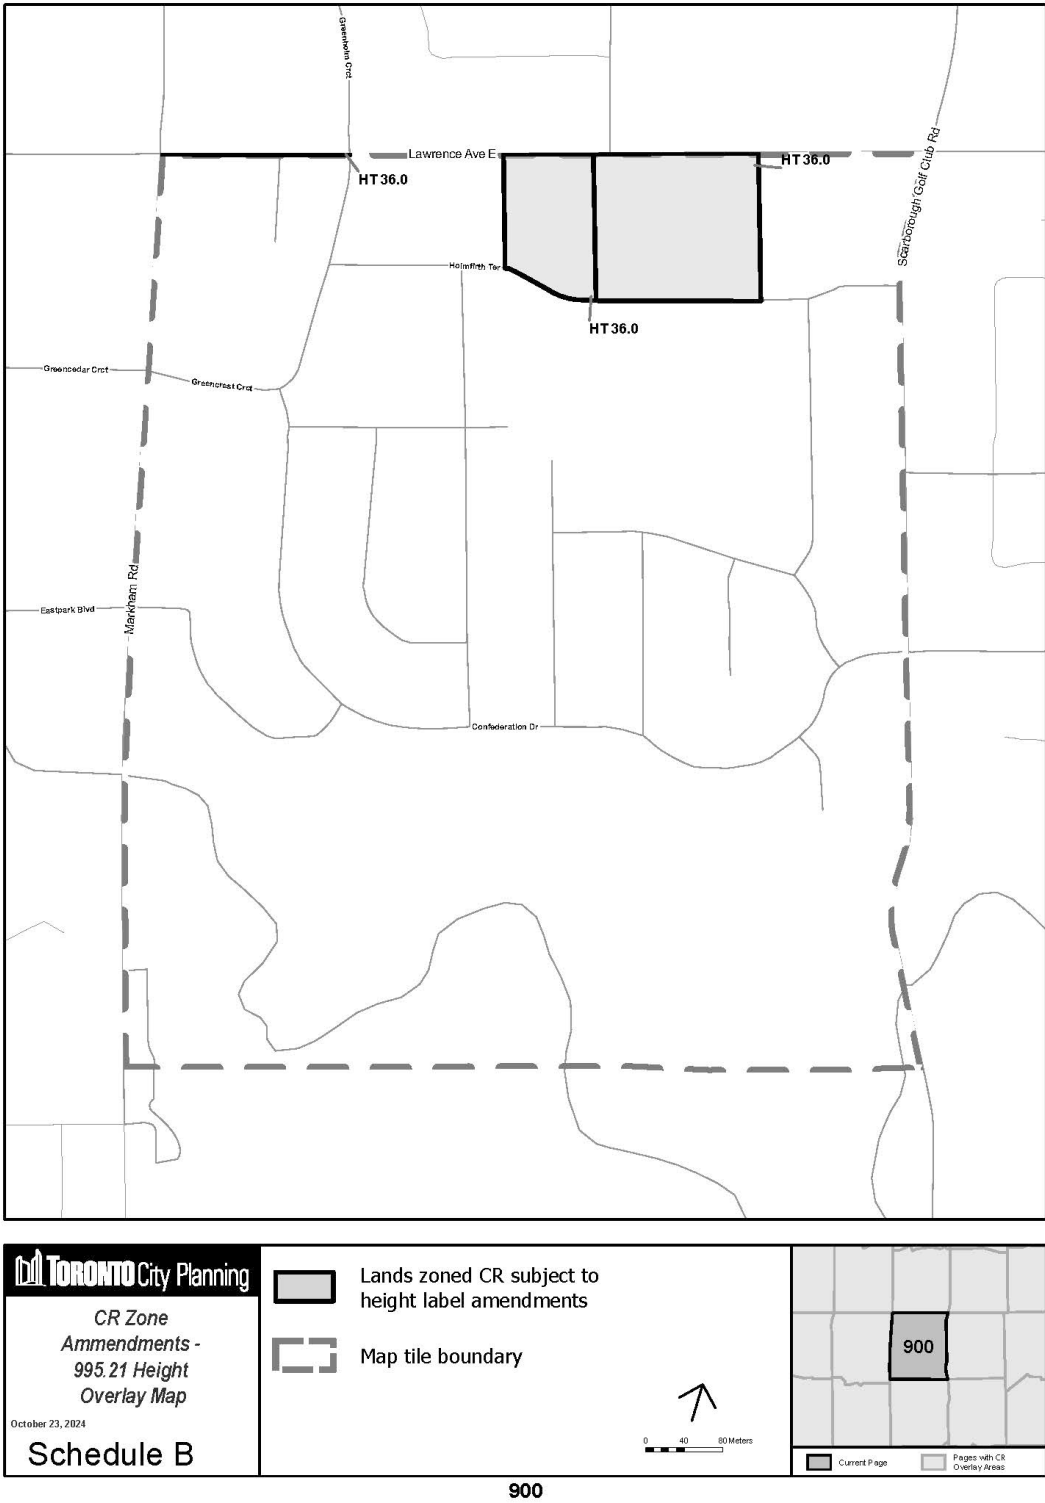 Greenholm Crct
Lawrence Ave E
HT 36.0
HT 36.0
Scarborough Golf Club Rd
Holmfirth Ter
HT 36.0
Greencedar Crct
Greencrest Crct
Markham Rd
Eastpark Blvd
Confederation Dr
TORONTO City Planning
CR Zone
Ammendments -
995.21 Height
Overlay Map
October 23, 2024
Schedule B
Lands zoned CR subject to
height label amendments
Map tile boundary
0 40 80 Meters
900
Current Page
Pages with CR
Overlay Areas
900